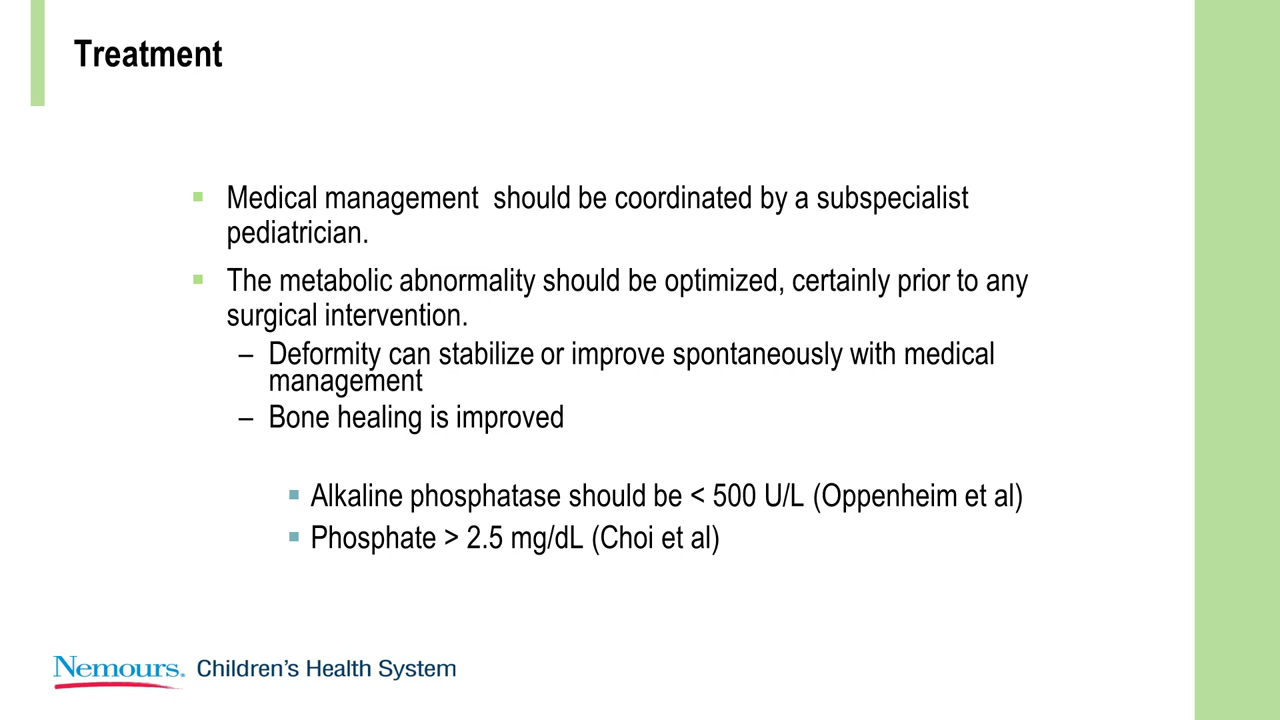 Treatment
Medical management  should be coordinated by a subspecialist
pediatrician.
The metabolic abnormality should be optimized, certainly prior to any
surgical intervention.
– Deformity can stabilize or improve spontaneously with medical
management
– Bone healing is improved
Alkaline phosphatase should be < 500 U/L (Oppenheim et al)
Phosphate > 2.5 mg/dL (Choi et al)
Nemours. Children's Health System